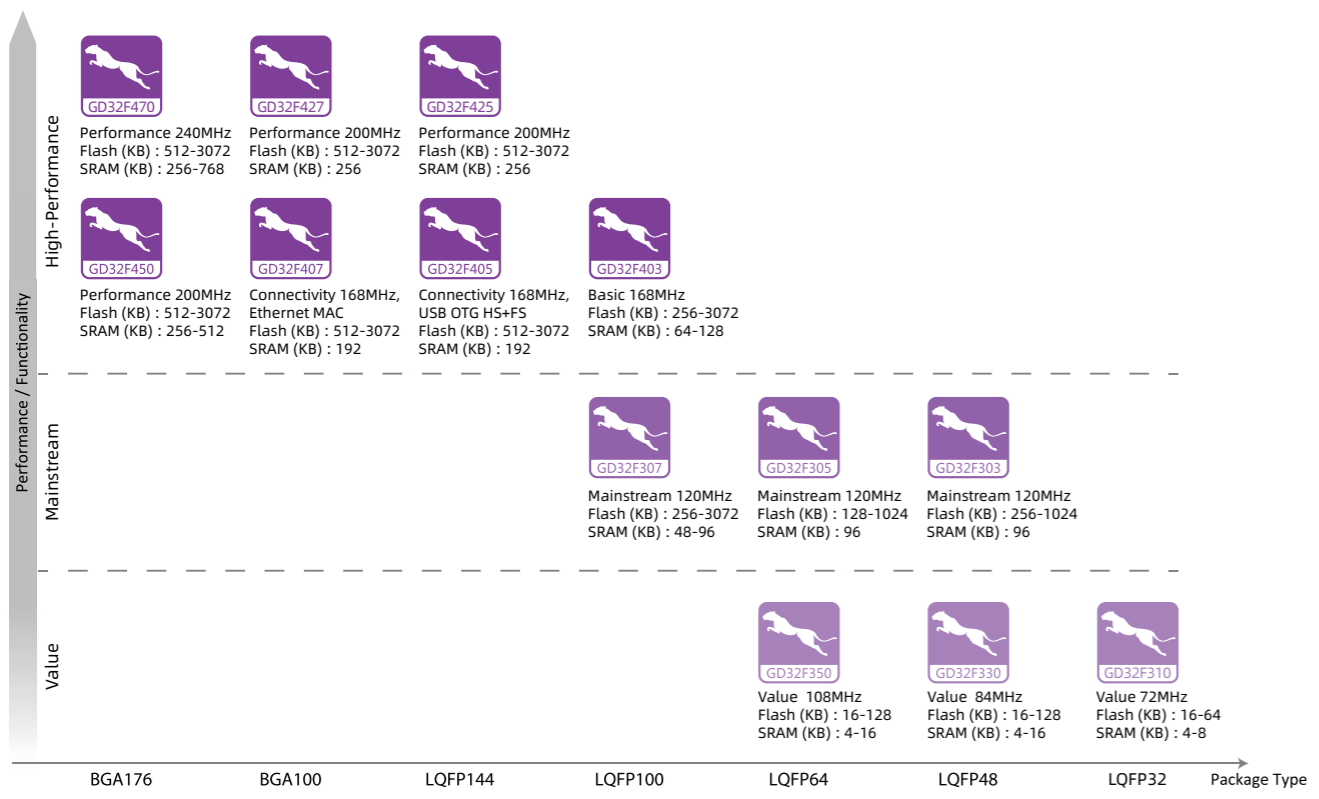 Performance / Functionality
High-Performance
GD32F470
Performance 240MHz
Flash (KB) : 512-3072
SRAM (KB) : 256-768
GD32F427
Performance 200MHz
Flash (KB) : 512-3072
SRAM (KB) : 256
GD32F425
Performance 200MHz
Flash (KB) : 512-3072
SRAM (KB) : 256
GD32F450
Performance 200MHz
Flash (KB) : 512-3072
SRAM (KB) : 256-512
GD32F407
Connectivity 168MHz,
Ethernet MAC
Flash (KB) : 512-3072
SRAM (KB) : 192
GD32F405
Connectivity 168MHz,
USB OTG HS+FS
Flash (KB) : 512-3072
SRAM (KB) : 192
GD32F403
Basic 168MHz
Flash (KB) : 256-3072
SRAM (KB) : 64-128
Mainstream
GD32F307
Mainstream 120MHz
Flash (KB) : 256-3072
SRAM (KB) : 48-96
GD32F305
Mainstream 120MHz
Flash (KB) : 128-1024
SRAM (KB) : 96
GD32F303
Mainstream 120MHz
Flash (KB) : 256-1024
SRAM (KB) : 96
Value
GD32F350
Value 108MHz
Flash (KB) : 16-128
SRAM (KB) : 4-16
GD32F330
Value 84MHz
Flash (KB) : 16-128
SRAM (KB) : 4-16
GD32F310
Value 72MHz
Flash (KB) : 16-64
SRAM (KB) : 4-8
BGA176 BGA100 LQFP144 LQFP100 LQFP64 LQFP48 LQFP32 Package Type